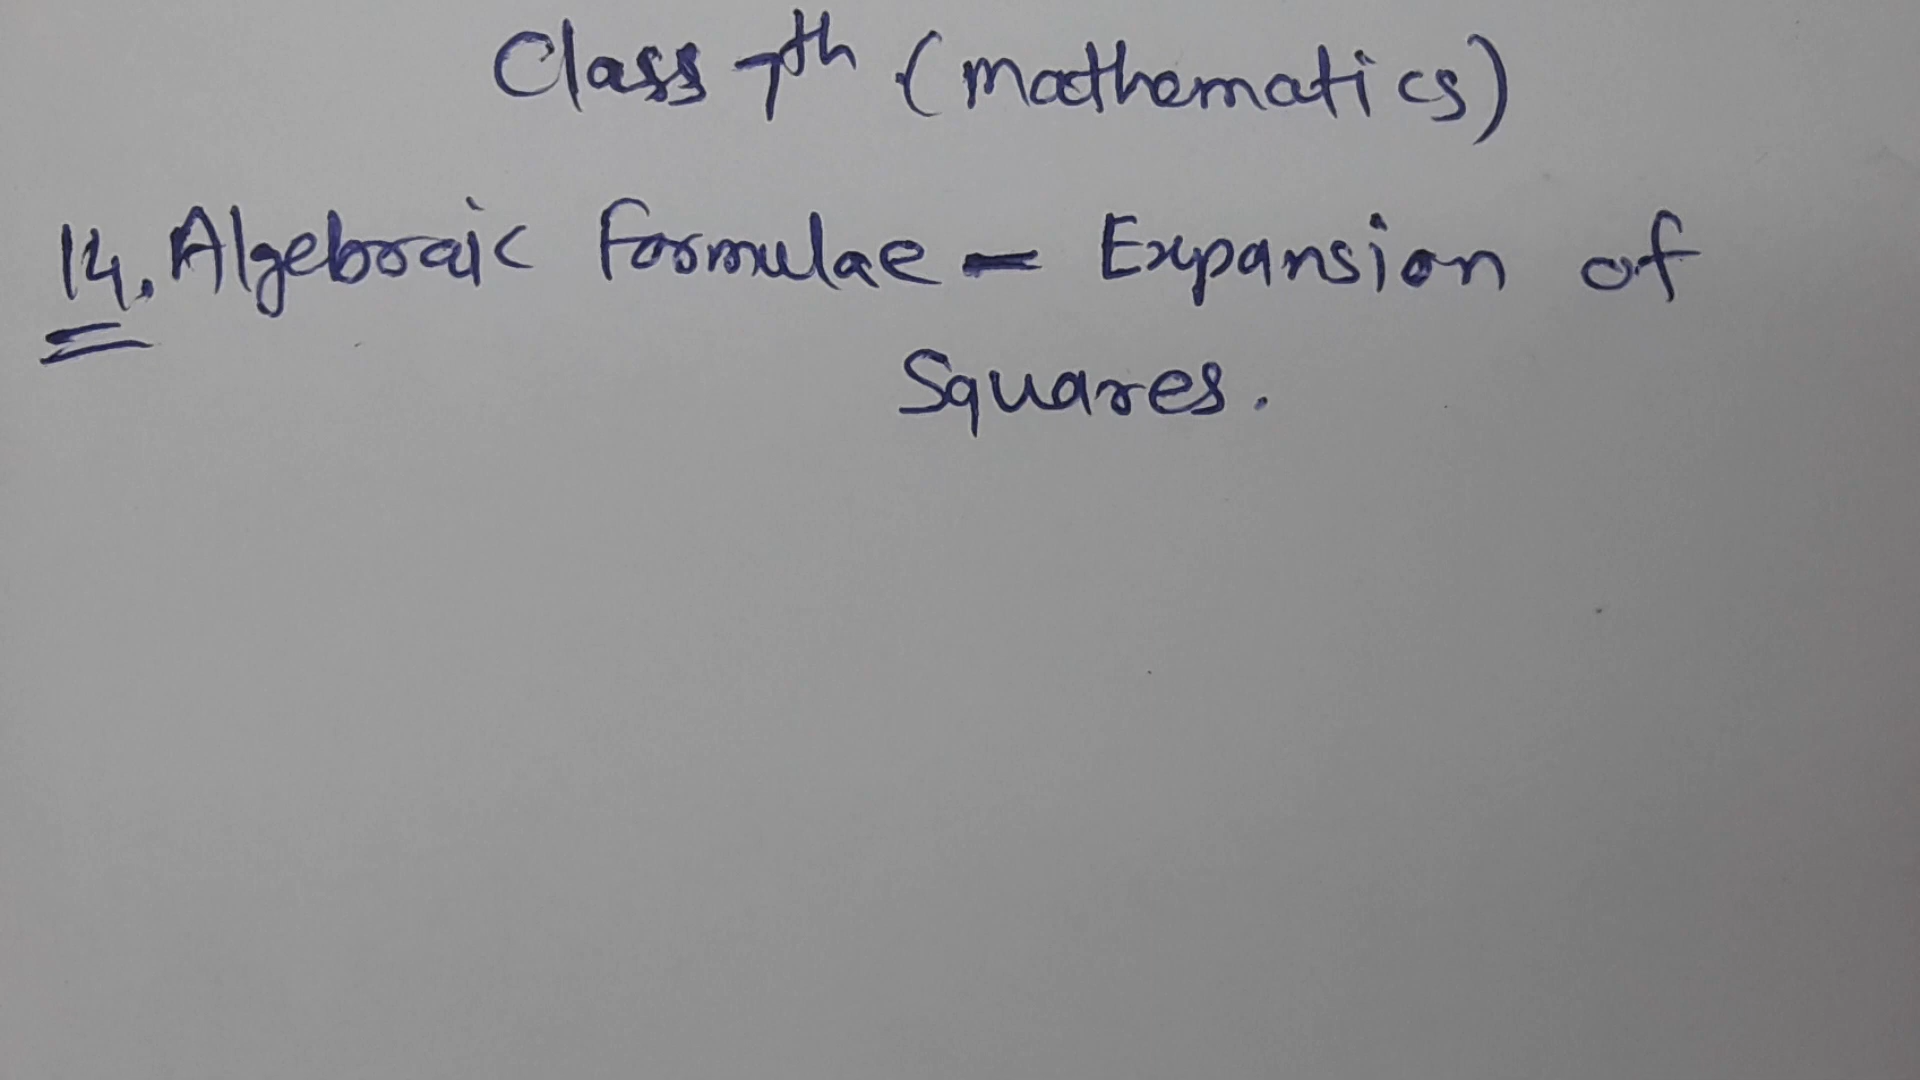 Class 7th (Mathematics)
14. Algebraic formulae - Expansion of
Squares.